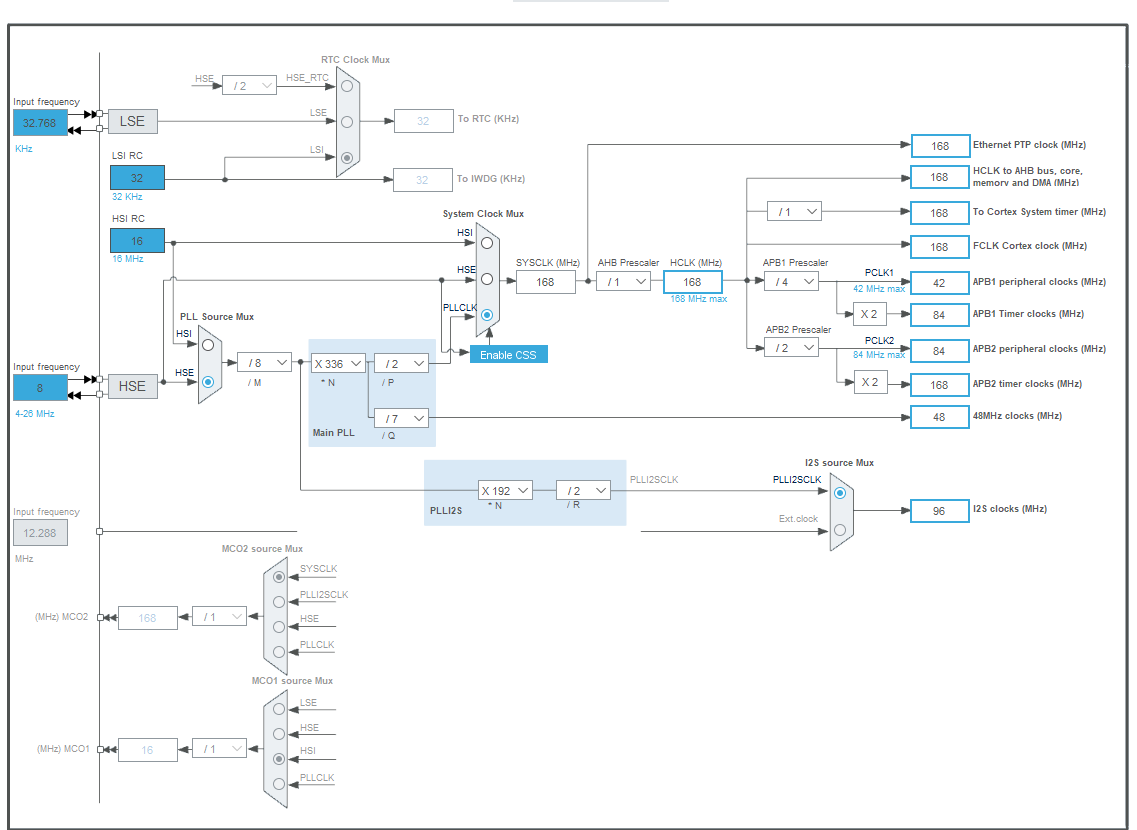 RTC Clock Mux
HSE
/ 2
HSE_RTC
Input frequency
32.768
KHz
LSE
LSE
32
To RTC (KHz)
LSI RC
32
32 KHz
LSI
32
To IWDG (KHz)
HSI RC
16
16 MHz
System Clock Mux
HSI
HSE
PLLCLK
SYSCLK (MHz)
168
AHB Prescaler
/ 1
HCLK (MHz)
168
168 MHz max
Enable CSS
168
Ethernet PTP clock (MHz)
168
HCLK to AHB bus, core,
memory and DMA (MHz)
/ 1
168
To Cortex System timer (MHz)
168
FCLK Cortex clock (MHz)
APB1 Prescaler
/ 4
PCLK1
42 MHz max
42
APB1 peripheral clocks (MHz)
X 2
84
APB1 Timer clocks (MHz)
APB2 Prescaler
/ 2
PCLK2
84 MHz max
84
APB2 peripheral clocks (MHz)
X 2
168
APB2 timer clocks (MHz)
48
48MHz clocks (MHz)
PLL Source Mux
HSI
HSE
Input frequency
8
4-26 MHz
HSE
/ 8
/ M
X 336
* N
/ 2
/ P
/ 7
/ Q
Main PLL
X 192
* N
/ 2
/ R
PLLI2S
PLLI2SCLK
I2S source Mux
PLLI2SCLK
Ext.clock
96
I2S clocks (MHz)
Input frequency
12.288
MHz
MCO2 source Mux
SYSCLK
PLLI2SCLK
HSE
PLLCLK
(MHz) MCO2
168
/ 1
MCO1 source Mux
LSE
HSE
HSI
PLLCLK
(MHz) MCO1
16
/ 1